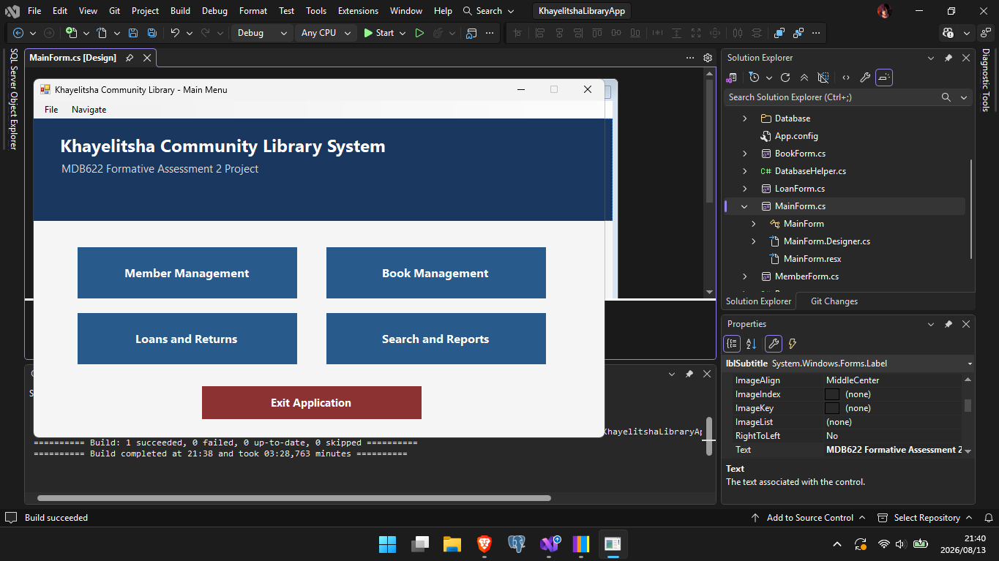 File Edit View Git Project Build Debug Format Test Tools Extensions Window Help Search KhayelitshaLibraryApp
Debug Any CPU Start
SQL Server Object Explorer
MainForm.cs [Design]
Khayelitsha Community Library - Main Menu
File Navigate
Khayelitsha Community Library System
MDB622 Formative Assessment 2 Project
Member Management
Book Management
Loans and Returns
Search and Reports
Exit Application
KhayelitshaLibraryAp
========== Build: 1 succeeded, 0 failed, 0 up-to-date, 0 skipped ==========
========== Build completed at 21:38 and took 03:28,763 minutes ==========
Solution Explorer
Search Solution Explorer (Ctrl+;)
Database
App.config
BookForm.cs
C# DatabaseHelper.cs
LoanForm.cs
MainForm.cs
MainForm
MainForm.Designer.cs
MainForm.resx
MemberForm.cs
Solution Explorer Git Changes
Properties
lblSubtitle System.Windows.Forms.Label
ImageAlign MiddleCenter
ImageIndex (none)
ImageKey (none)
ImageList (none)
RightToLeft No
Text MDB622 Formative Assessment 2
Text
The text associated with the control.
Diagnostic Tools
Build succeeded
Add to Source Control Select Repository
21:40
2026/08/13